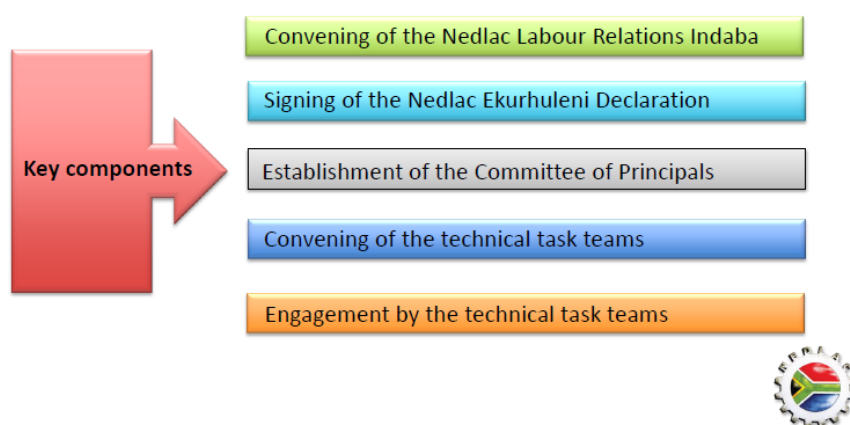 Convening of the Nedlac Labour Relations Indaba
Signing of the Nedlac Ekurhuleni Declaration
Key components
Establishment of the Committee of Principals
Convening of the technical task teams
Engagement by the technical task teams